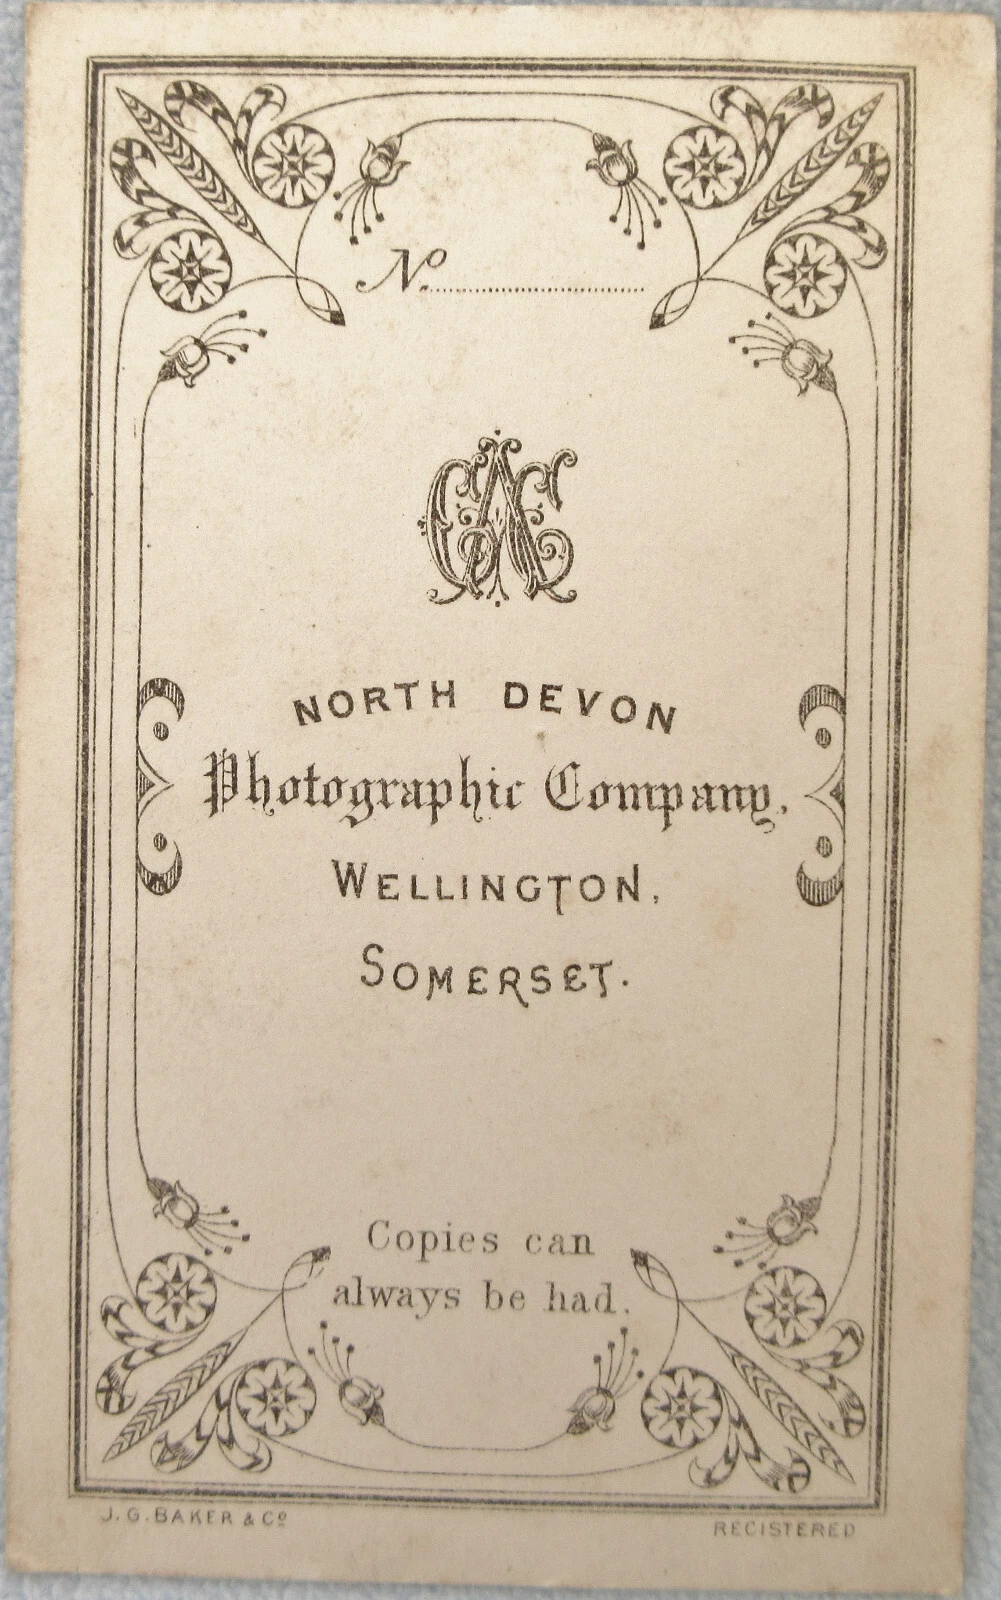 No.
NORTH DEVON
Photographic Company,
WELLINGTON,
SOMERSET.
Copies can
always be had.
J. G. BAKER & Co
REGISTERED